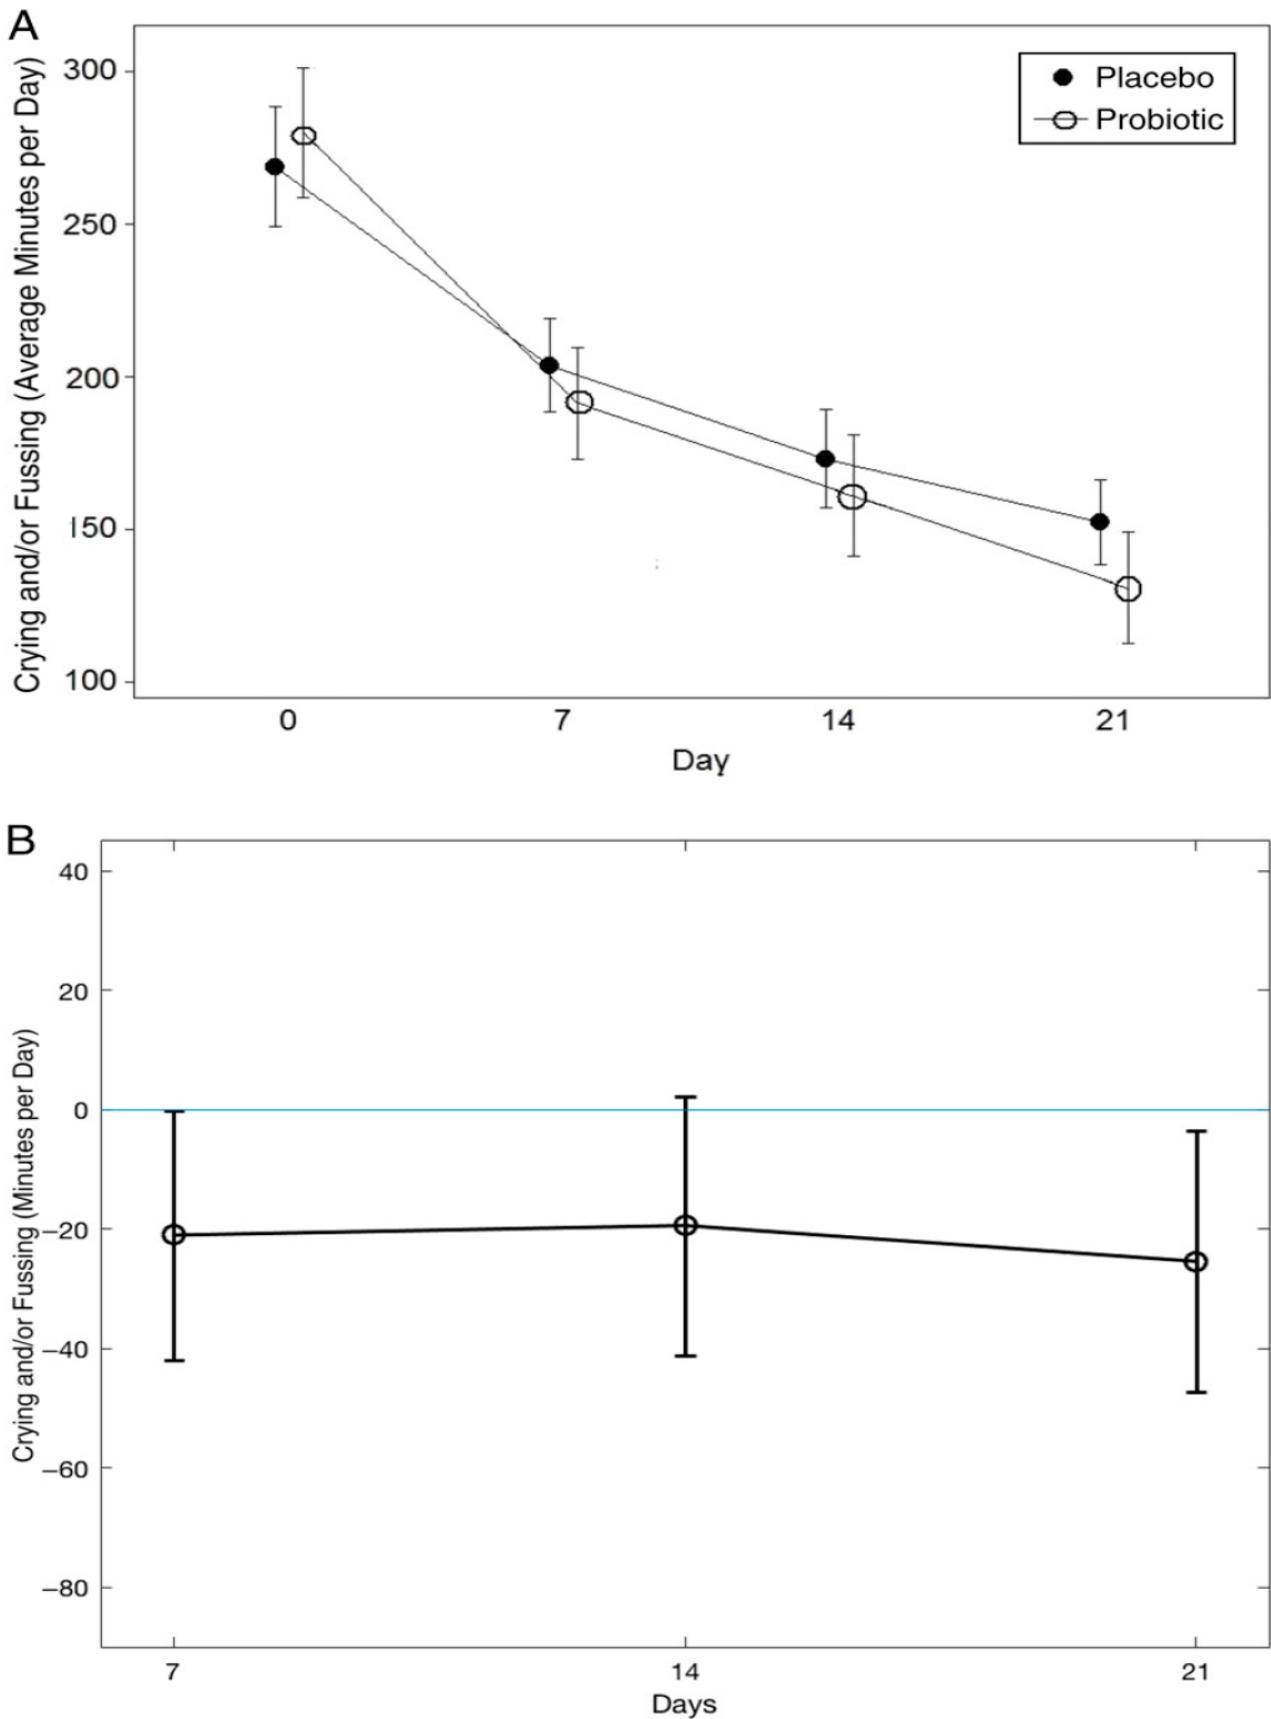 A
Crying and/or Fussing (Average Minutes per Day)
300
250
200
150
100
Placebo
Probiotic
0 7 14 21
Day
B
Crying and/or Fussing (Minutes per Day)
40
20
0
–20
–40
–60
–80
7 14 21
Days